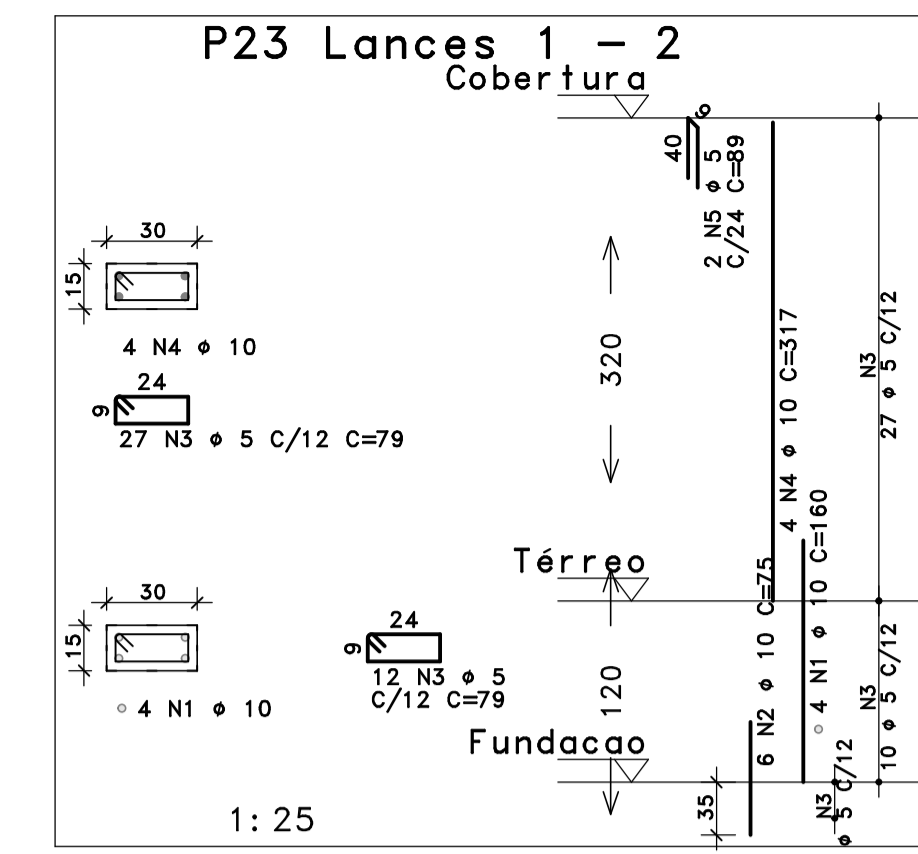 P23 Lances 1 - 2
Cobertura
6
40
2 N5 ø 5
C/24 C=89
30
15
4 N4 ø 10
24
9
27 N3 ø 5 C/12 C=79
320
4 N4 ø 10 C=317
N3
27 ø 5 C/12
Térreo
30
15
4 N1 ø 10
24
9
12 N3 ø 5
C/12 C=79
120
6 N2 ø 10 C=75
4 N1 ø 10 C=160
N3
10 ø 5 C/12
Fundacao
35
N3
ø 5 C/12
1:25